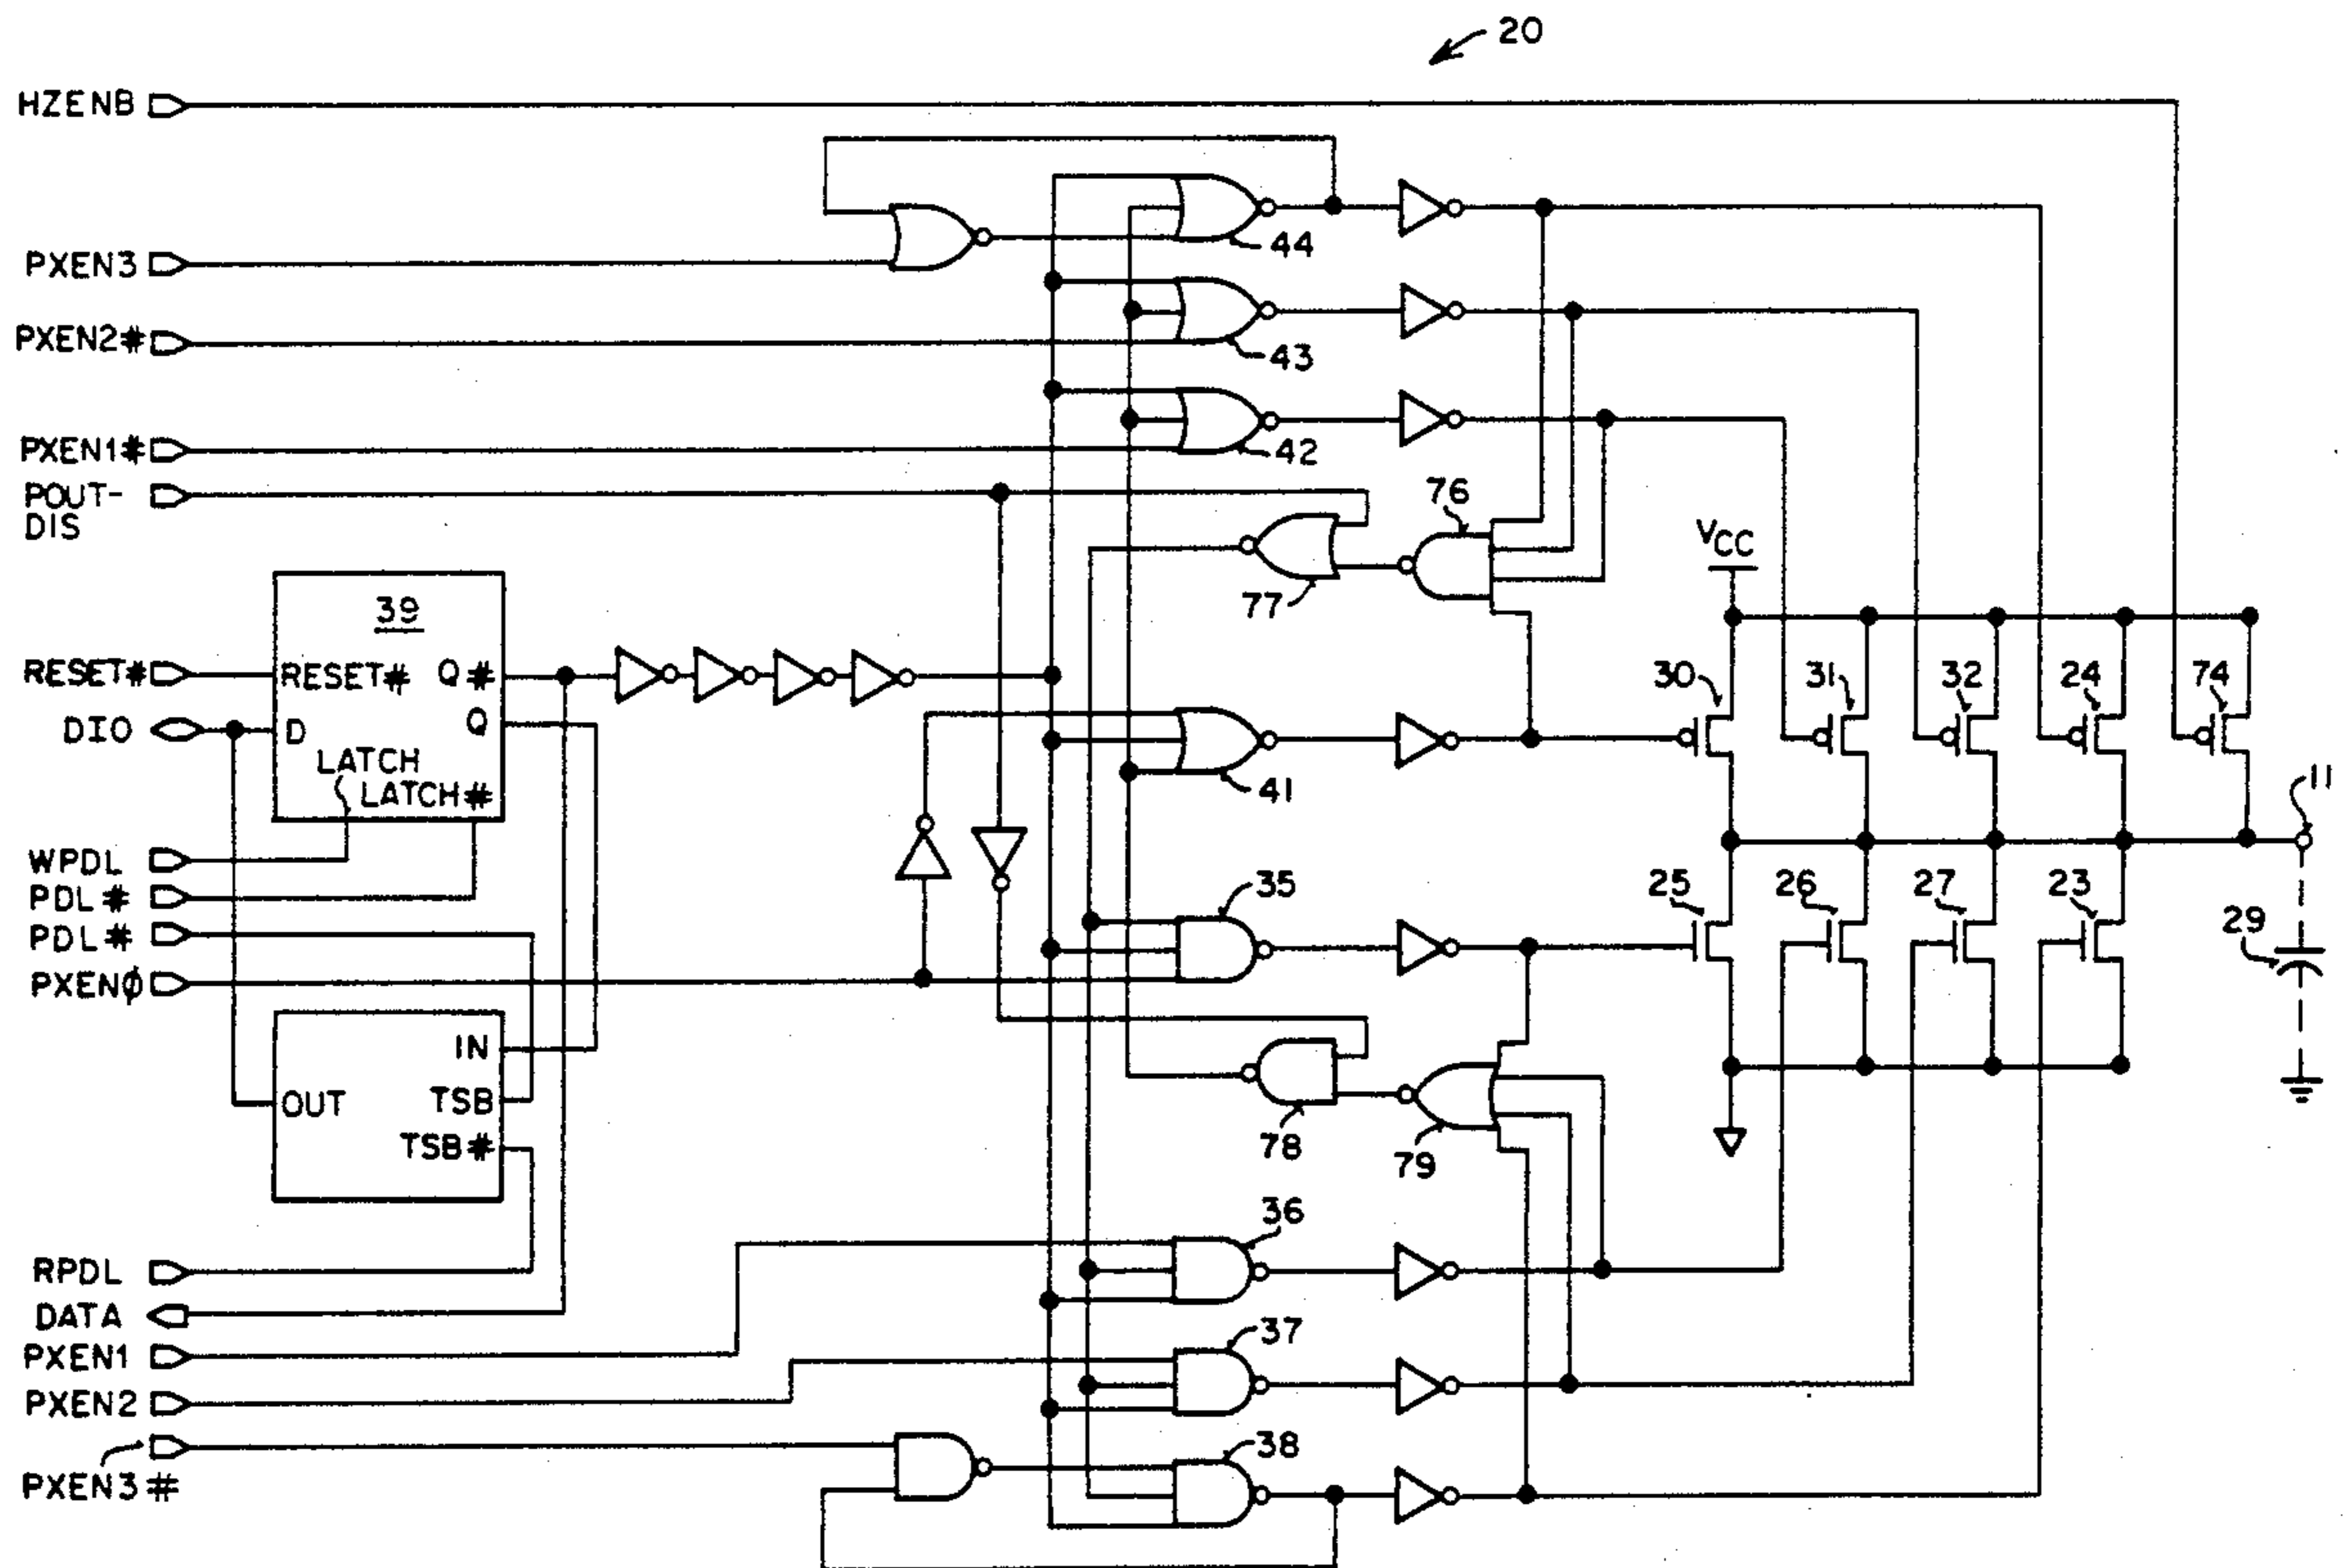 20
HZENB
PXEN3
44
PXEN2#
43
PXEN1#
42
POUT-
DIS
76
77
VCC
39
RESET#
RESET# Q#
DIO
D Q
LATCH
LATCH#
30 31 32 24 74
41
11
WPDL
PDL#
PDL#
PXENφ
35
25 26 27 23
29
IN
OUT TSB
TSB#
78
79
RPDL
36
DATA
PXEN1
37
PXEN2
38
PXEN3#